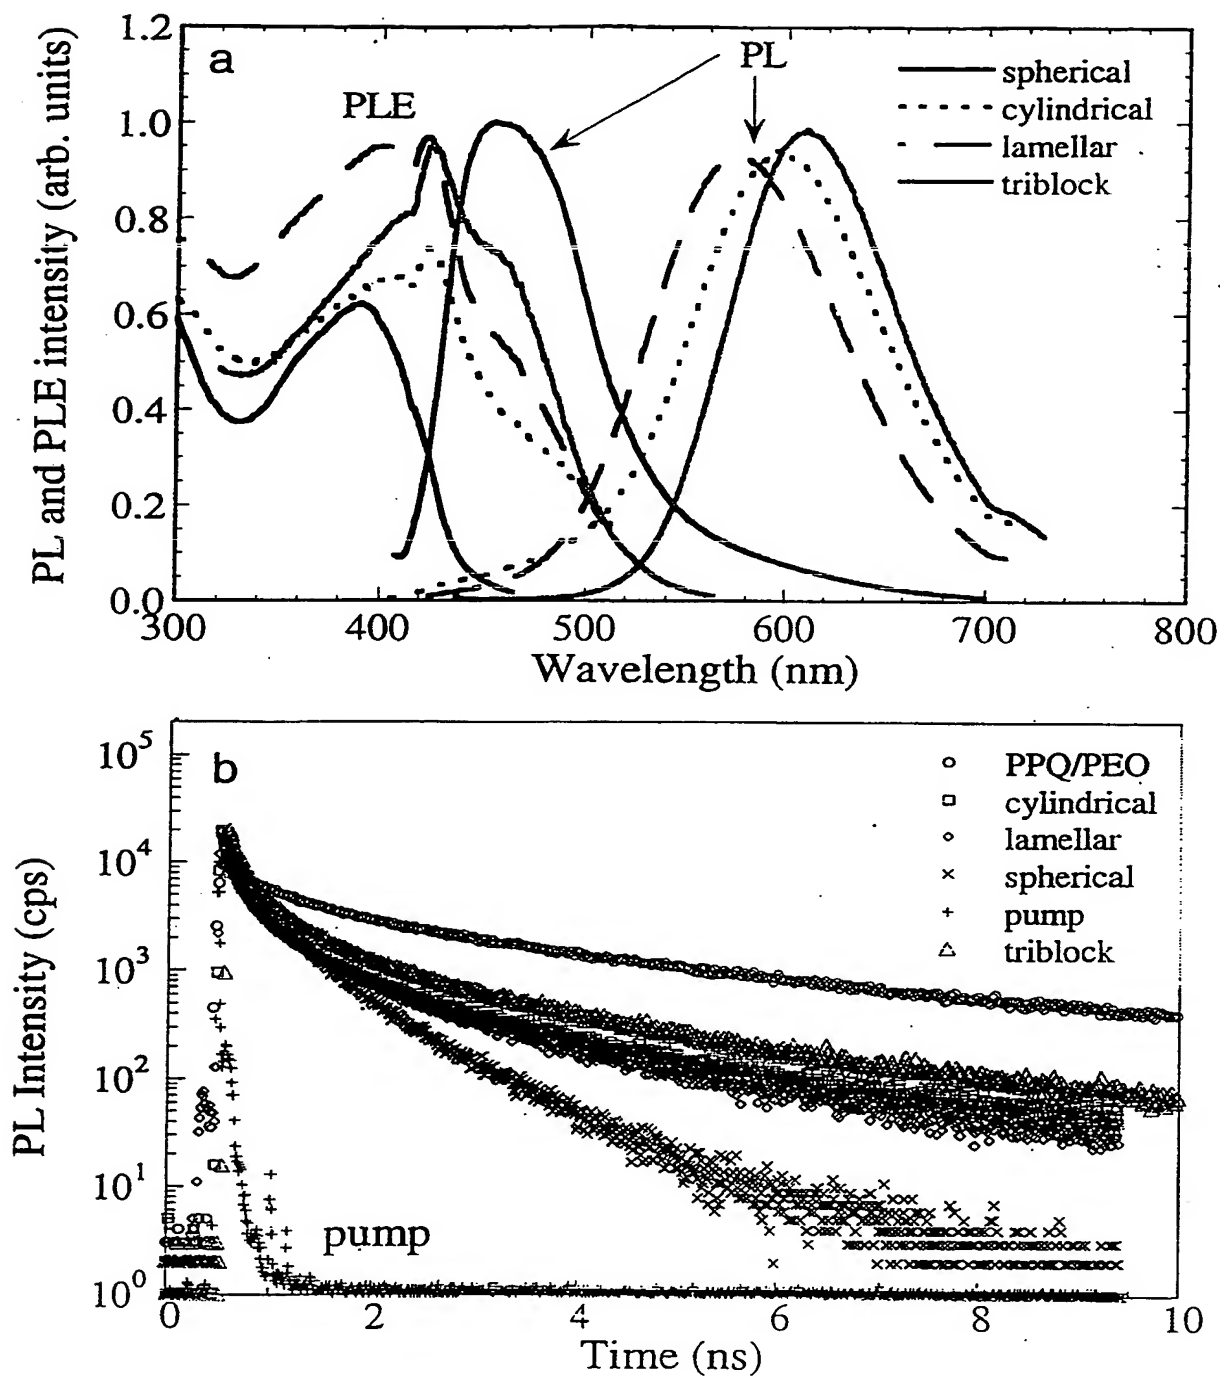 a
PL and PLE intensity (arb. units)
1.2
1.0
0.8
0.6
0.4
0.2
0.0
PLE
PL
spherical
cylindrical
lamellar
triblock
300 400 500 600 700 800
Wavelength (nm)
b
PL Intensity (cps)
10^5
10^4
10^3
10^2
10^1
10^0
PPQ/PEO
cylindrical
lamellar
spherical
pump
triblock
pump
0 2 4 6 8 10
Time (ns)